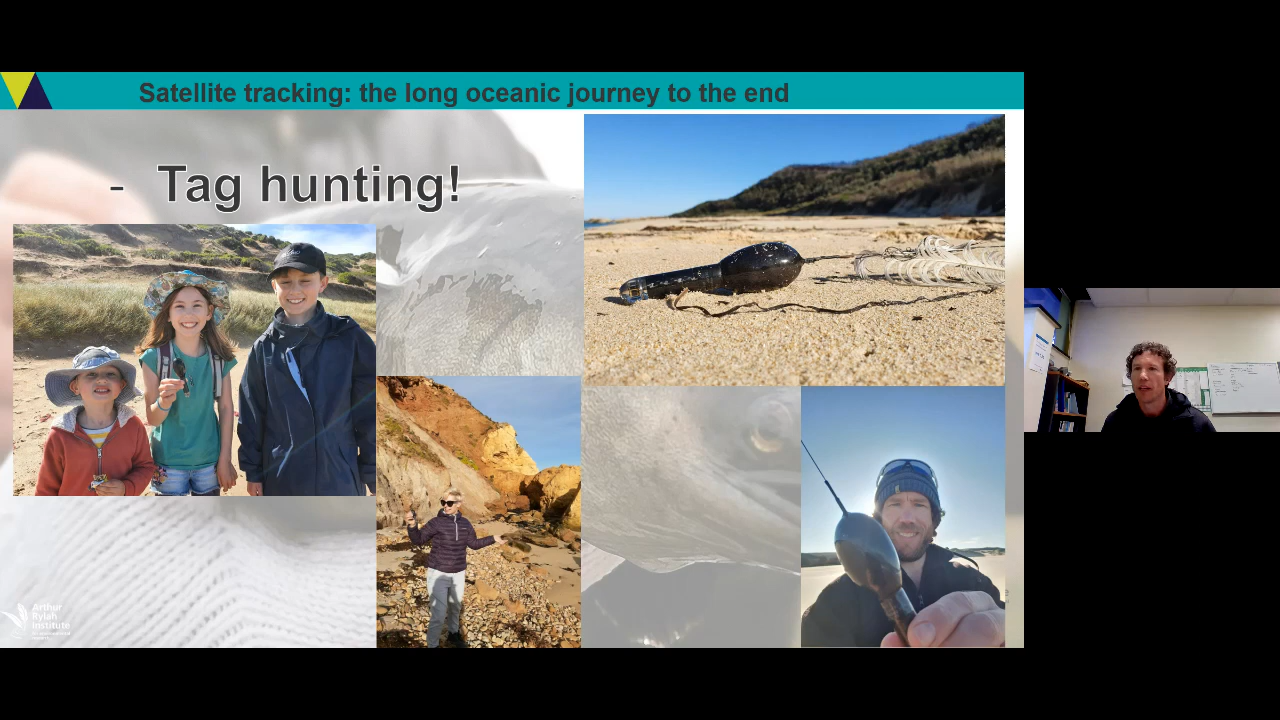 Satellite tracking: the long oceanic journey to the end
- Tag hunting!
Arthur
Rylah
Institute